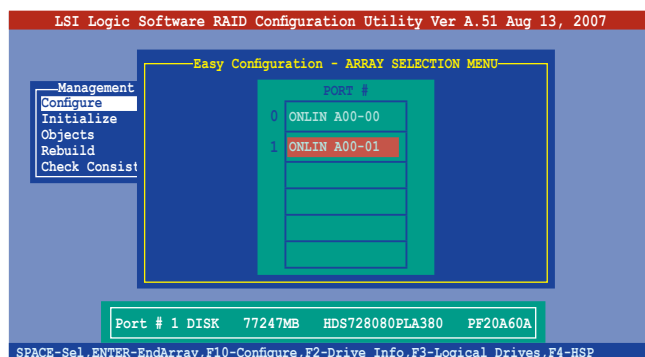 LSI Logic Software RAID Configuration Utility Ver A.51 Aug 13, 2007
Easy Configuration - ARRAY SELECTION MENU
Management
Configure
Initialize
Objects
Rebuild
Check Consist
PORT #
0 ONLIN A00-00
1 ONLIN A00-01
Port # 1 DISK 77247MB HDS728080PLA380 PF20A60A
SPACE-Sel,ENTER-EndArray,F10-Configure,F2-Drive Info,F3-Logical Drives,F4-HSP